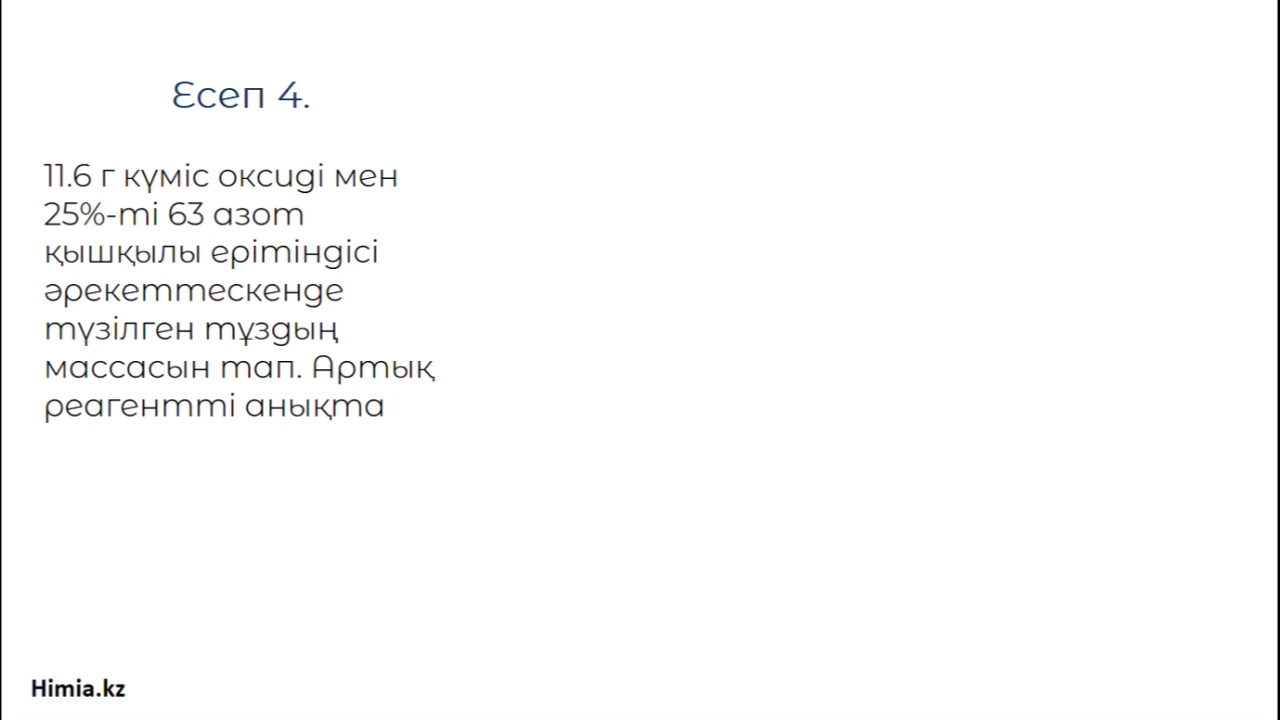 Есеп 4.
11.6 г күміс оксиді мен
25%-ті 63 азот
қышқылы ерітіндісі
әрекеттескенде
түзілген тұздың
массасын тап. Артық
реагентті анықта
Himia.kz